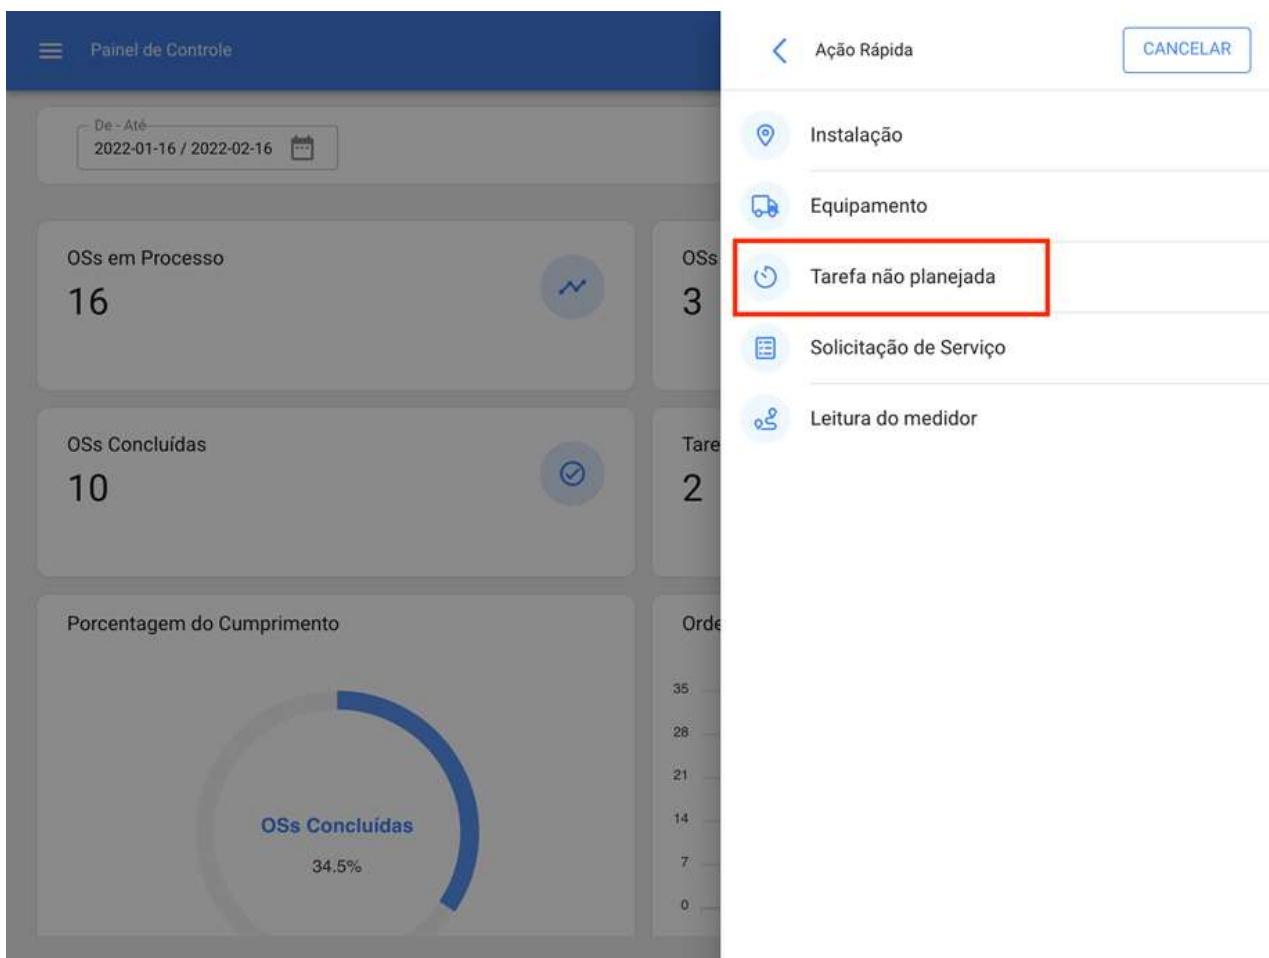 Painel de Controle
De - Até
2022-01-16 / 2022-02-16
OSs em Processo
16
OSs
3
OSs Concluídas
10
Tare
2
Porcentagem do Cumprimento
OSs Concluídas
34.5%
Orde
35
28
21
14
7
0
Ação Rápida
CANCELAR
Instalação
Equipamento
Tarefa não planejada
Solicitação de Serviço
Leitura do medidor